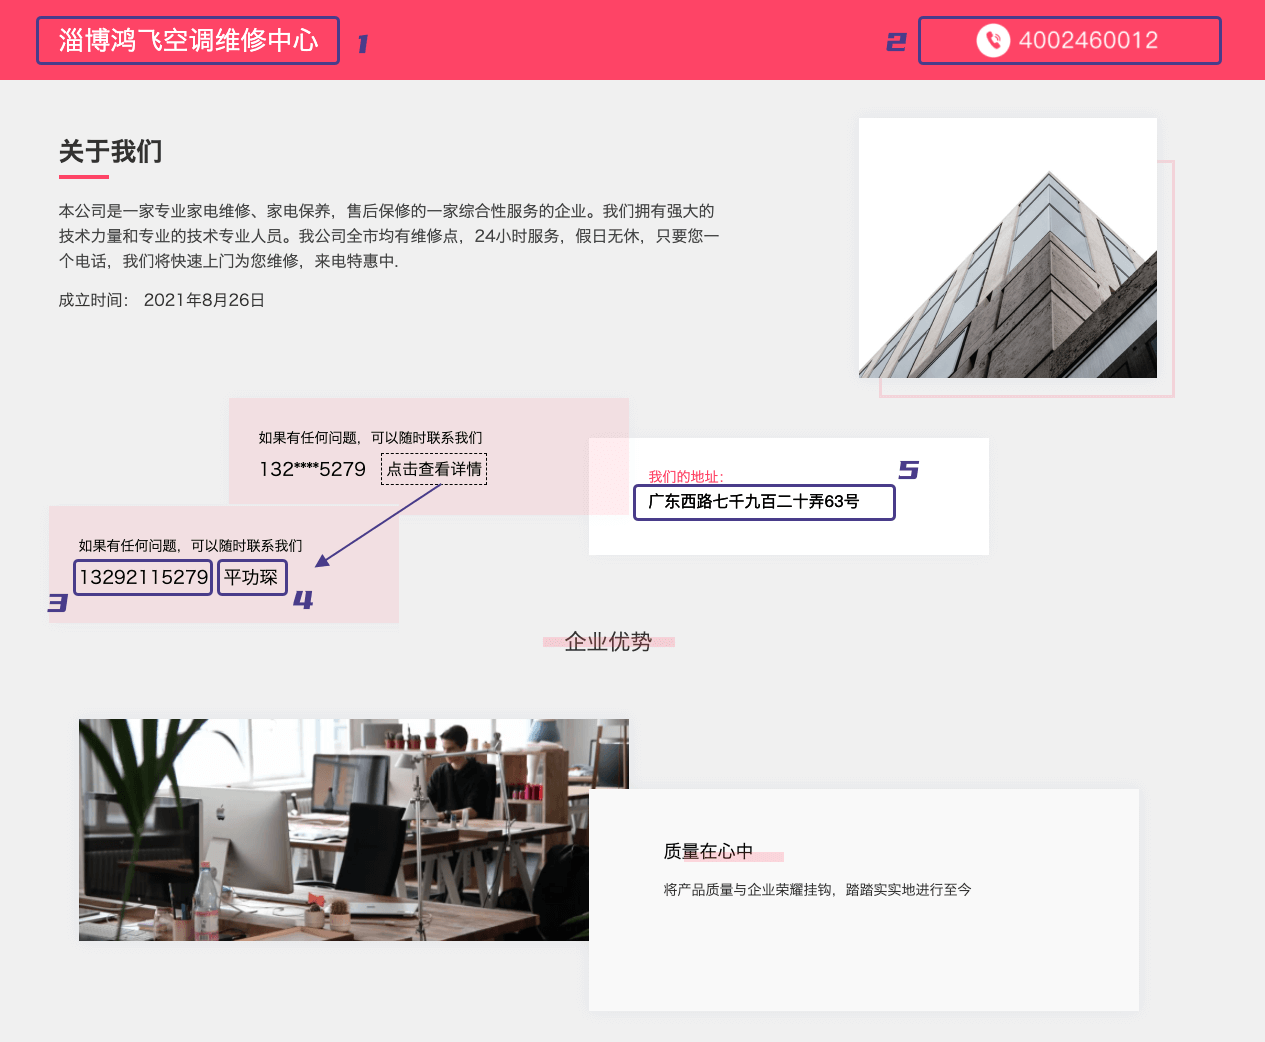 淄博鸿飞空调维修中心
1
2
4002460012
关于我们
本公司是一家专业家电维修、家电保养，售后保修的一家综合性服务的企业。我们拥有强大的
技术力量和专业的技术专业人员。我公司全市均有维修点，24小时服务，假日无休，只要您一
个电话，我们将快速上门为您维修，来电特惠中.
成立时间： 2021年8月26日
如果有任何问题，可以随时联系我们
132****5279 点击查看详情
我们的地址：
5
广东西路七千九百二十弄63号
如果有任何问题，可以随时联系我们
13292115279 平功琛
3
4
企业优势
质量在心中
将产品质量与企业荣耀挂钩，踏踏实实地进行至今